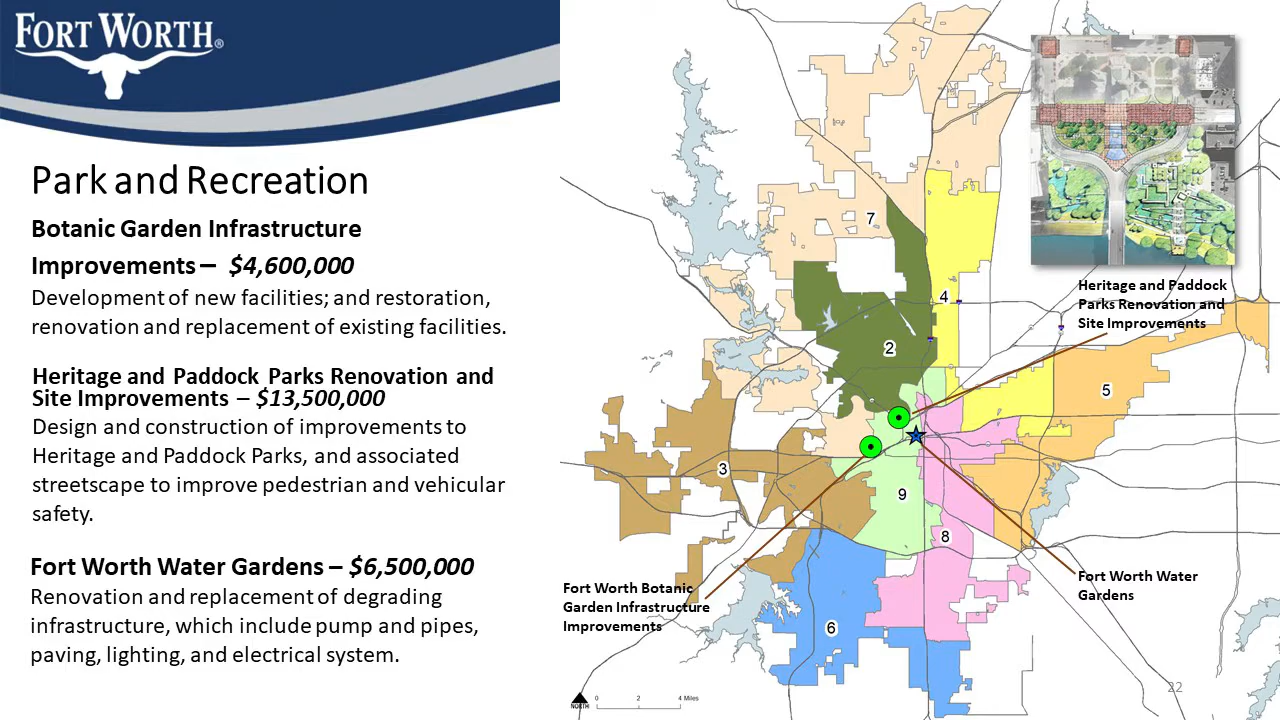 FORT WORTH®
Park and Recreation
Botanic Garden Infrastructure
Improvements – $4,600,000
Development of new facilities; and restoration,
renovation and replacement of existing facilities.
Heritage and Paddock Parks Renovation and
Site Improvements – $13,500,000
Design and construction of improvements to
Heritage and Paddock Parks, and associated
streetscape to improve pedestrian and vehicular
safety.
Fort Worth Water Gardens – $6,500,000
Renovation and replacement of degrading
infrastructure, which include pump and pipes,
paving, lighting, and electrical system.
7
4
Heritage and Paddock
Parks Renovation and
Site Improvements
2
5
3
9
8
Fort Worth Water
Gardens
Fort Worth Botanic
Garden Infrastructure
Improvements
6
22
NORTH
0 2 4 Miles